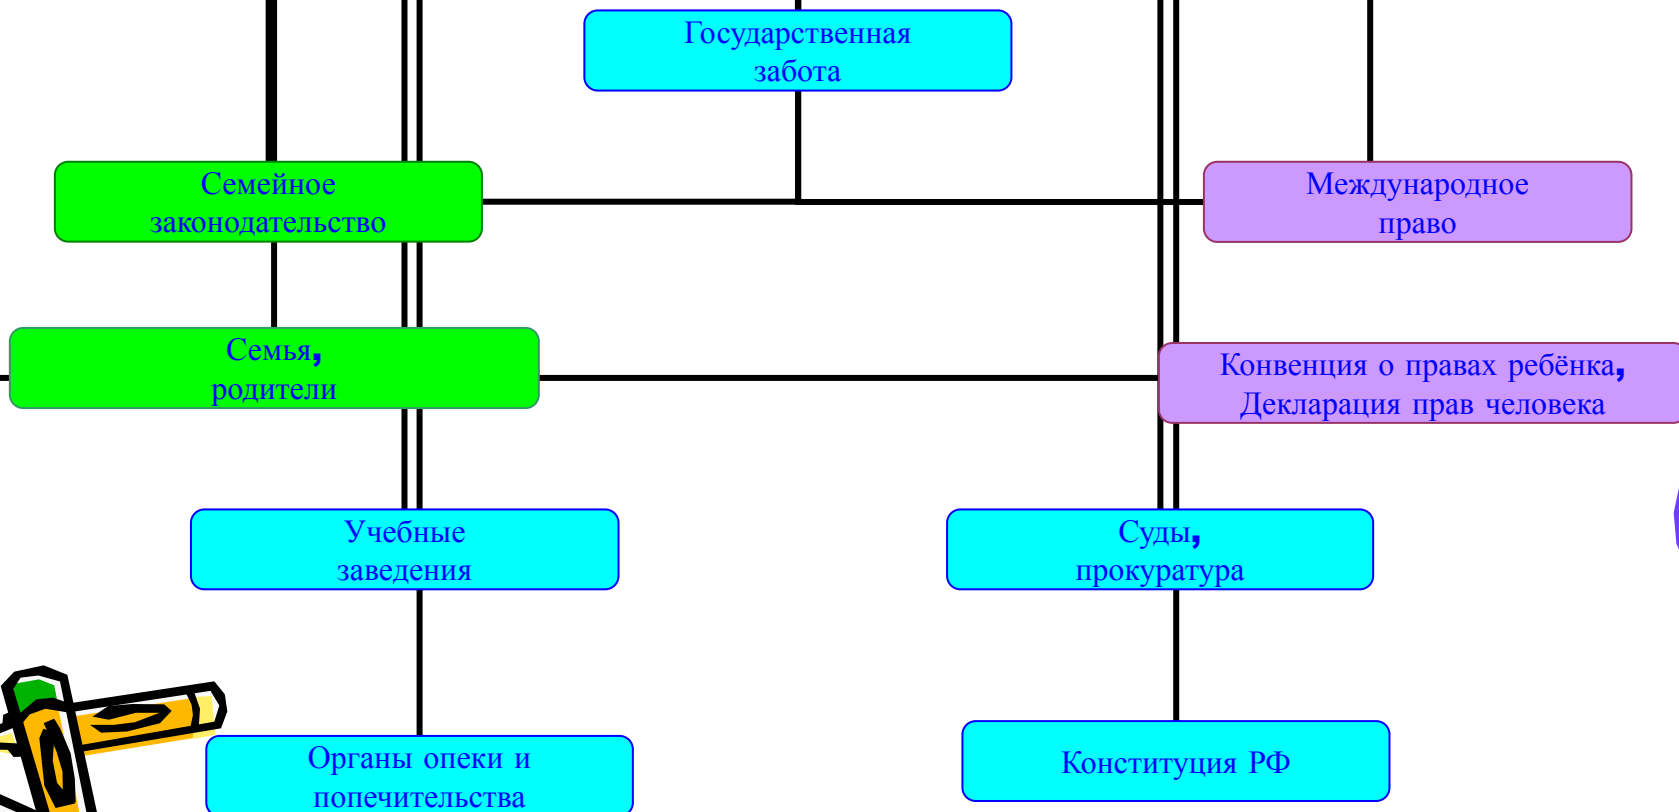 Государственная
забота
Семейное
законодательство
Международное
право
Семья,
родители
Конвенция о правах ребёнка,
Декларация прав человека
Учебные
заведения
Суды,
прокуратура
Органы опеки и
попечительства
Конституция РФ